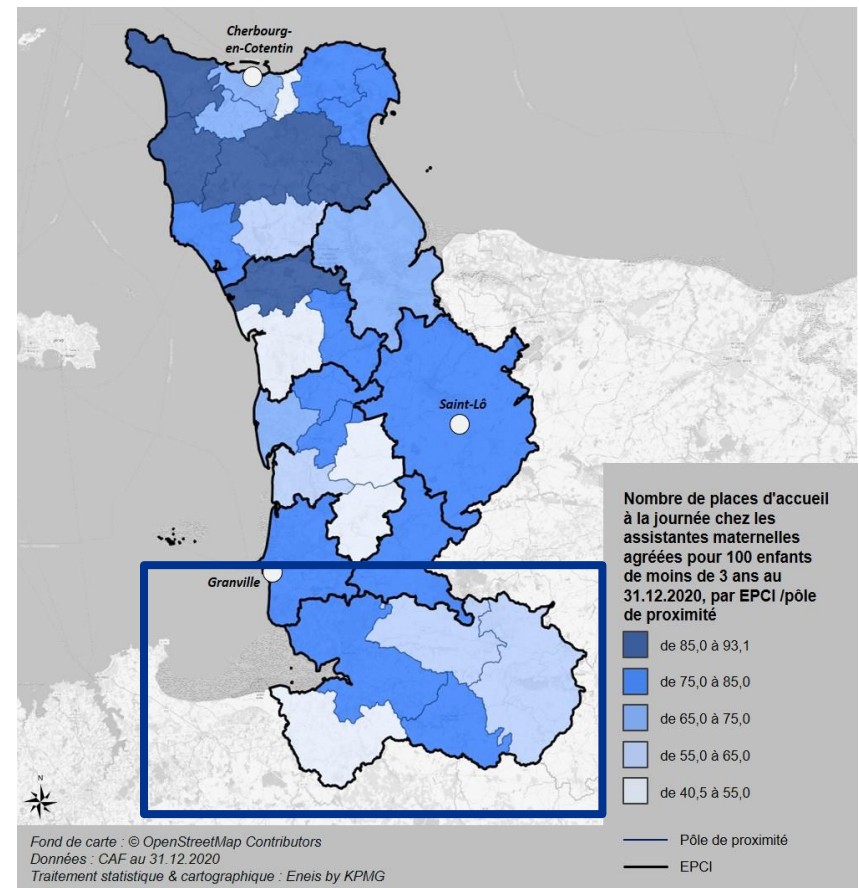 Cherbourg-
en-Cotentin
Saint-Lô
Granville
Nombre de places d'accueil
à la journée chez les
assistantes maternelles
agréées pour 100 enfants
de moins de 3 ans au
31.12.2020, par EPCI /pôle
de proximité
de 85,0 à 93,1
de 75,0 à 85,0
de 65,0 à 75,0
de 55,0 à 65,0
de 40,5 à 55,0
Pôle de proximité
EPCI
N
Fond de carte : © OpenStreetMap Contributors
Données : CAF au 31.12.2020
Traitement statistique & cartographique : Eneis by KPMG